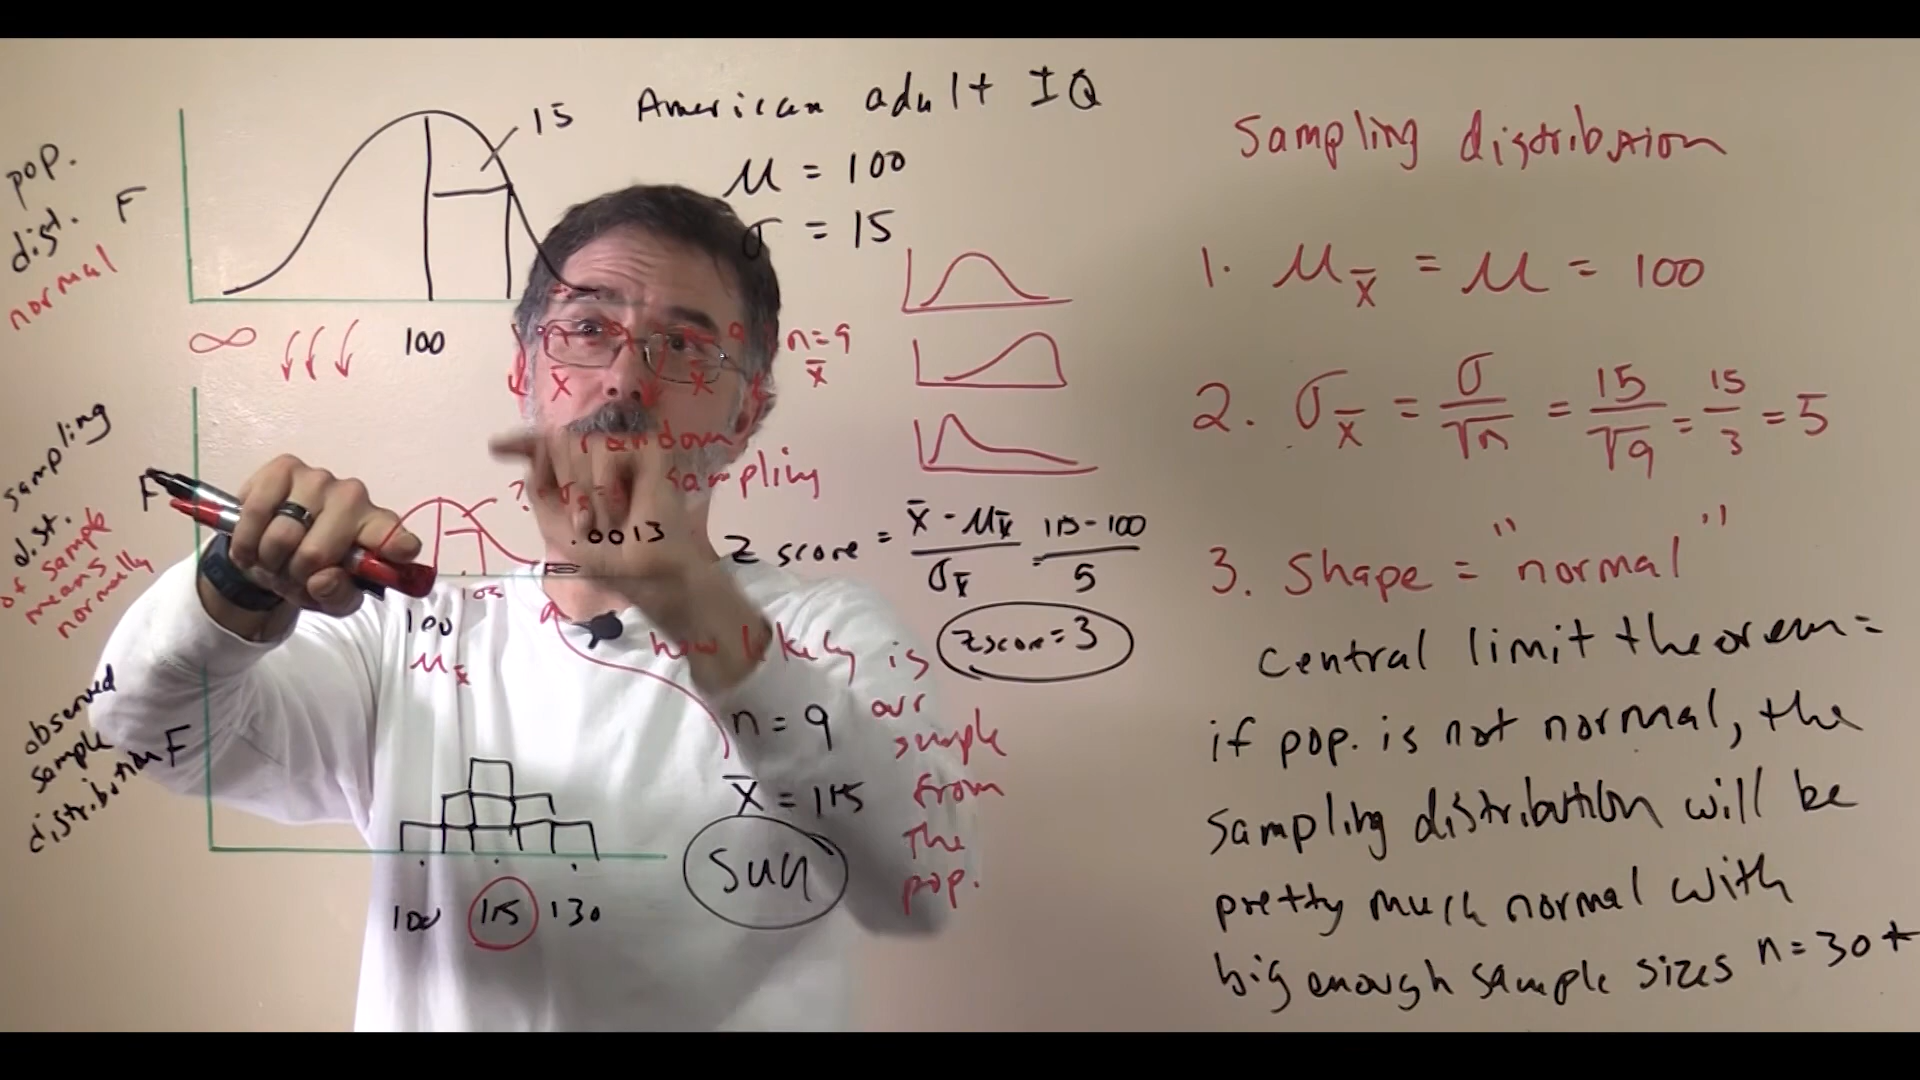 American adult IQ
μ = 100
σ = 15
15
pop.
dist.
normal
F
∞
100
n=9
x̄
x̄
x̄
random
sampling
sampling
dist.
of sample
means
normally
F
?
.0013
105
100
μx̄
z score = x̄ - μx̄ / σx̄ = 115-100 / 5
z score = 3
how likely is
our
sample
from
the
pop.
observed
sample
distribution
F
100 115 130
n = 9
x̄ = 115
Sampling distribution
1. μx̄ = μ = 100
2. σx̄ = σ/√n = 15/√9 = 15/3 = 5
3. Shape = "normal"
central limit theorem =
if pop. is not normal, the
sampling distribution will be
pretty much normal with
big enough sample sizes n=30+